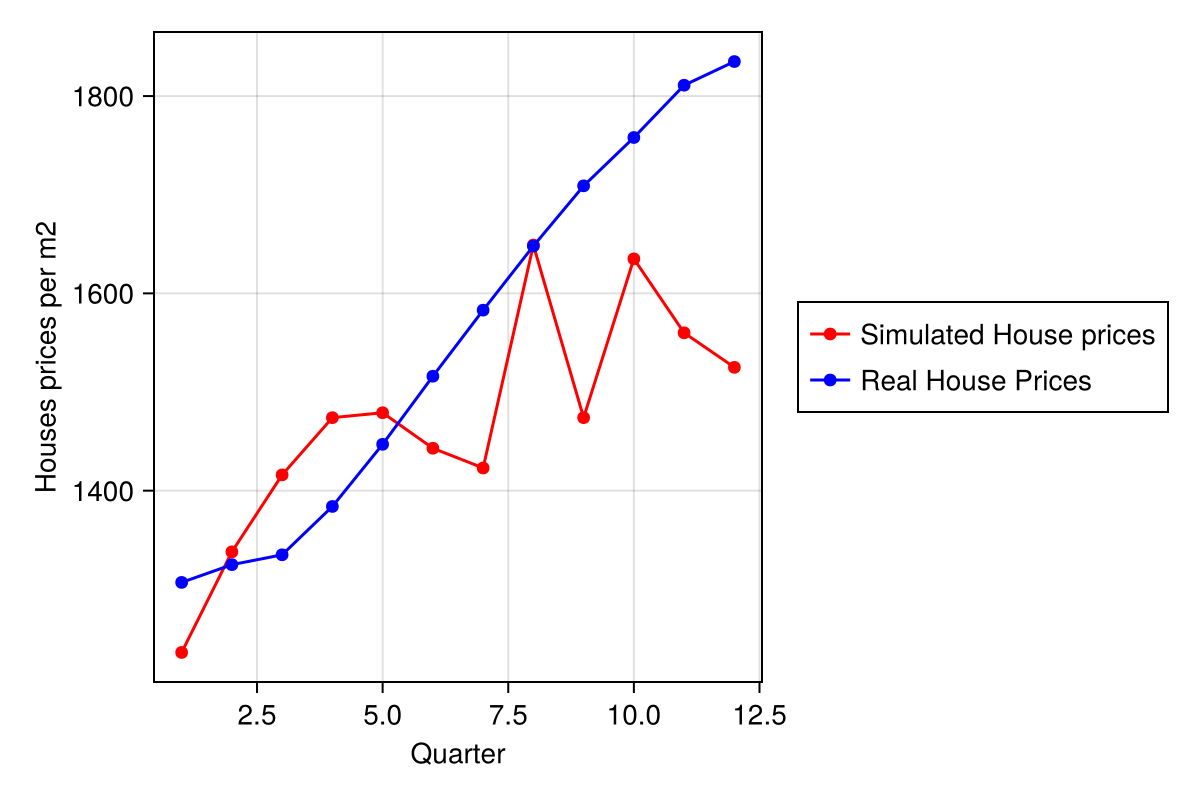 Houses prices per m2
1800
1600
1400
2.5 5.0 7.5 10.0 12.5
Quarter
Simulated House prices
Real House Prices